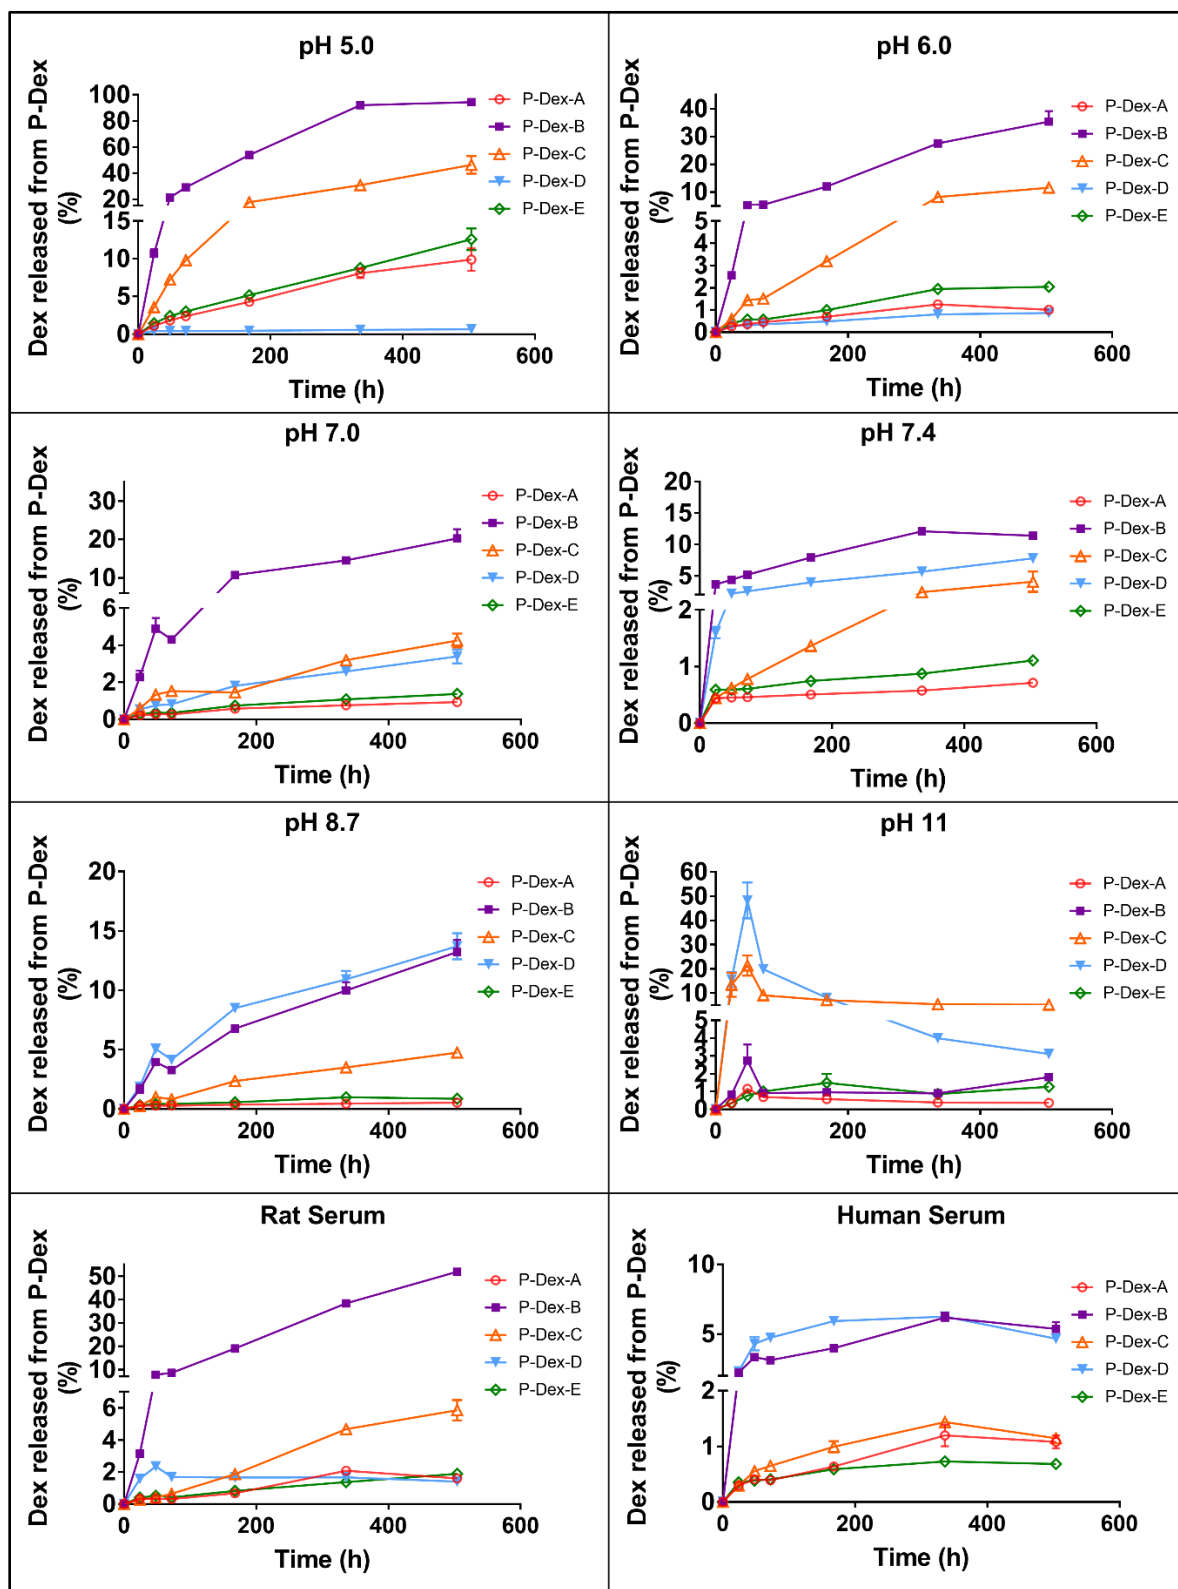 pH 5.0
Dex released from P-Dex
(%)
100
80
60
40
20
15
10
5
0
0
200
400
600
Time (h)
P-Dex-A
P-Dex-B
P-Dex-C
P-Dex-D
P-Dex-E
pH 6.0
Dex released from P-Dex
(%)
40
30
20
10
5
4
3
2
1
0
0
200
400
600
Time (h)
P-Dex-A
P-Dex-B
P-Dex-C
P-Dex-D
P-Dex-E
pH 7.0
Dex released from P-Dex
(%)
30
20
10
6
4
2
0
0
200
400
600
Time (h)
P-Dex-A
P-Dex-B
P-Dex-C
P-Dex-D
P-Dex-E
pH 7.4
Dex released from P-Dex
(%)
20
15
10
5
2
1
0
0
200
400
600
Time (h)
P-Dex-A
P-Dex-B
P-Dex-C
P-Dex-D
P-Dex-E
pH 8.7
Dex released from P-Dex
(%)
20
15
10
5
0
0
200
400
600
Time (h)
P-Dex-A
P-Dex-B
P-Dex-C
P-Dex-D
P-Dex-E
pH 11
Dex released from P-Dex
(%)
60
50
40
30
20
10
5
4
3
2
1
0
0
200
400
600
Time (h)
P-Dex-A
P-Dex-B
P-Dex-C
P-Dex-D
P-Dex-E
Rat Serum
Dex released from P-Dex
(%)
50
40
30
20
10
6
4
2
0
0
200
400
600
Time (h)
P-Dex-A
P-Dex-B
P-Dex-C
P-Dex-D
P-Dex-E
Human Serum
Dex released from P-Dex
(%)
10
5
2
1
0
0
200
400
600
Time (h)
P-Dex-A
P-Dex-B
P-Dex-C
P-Dex-D
P-Dex-E